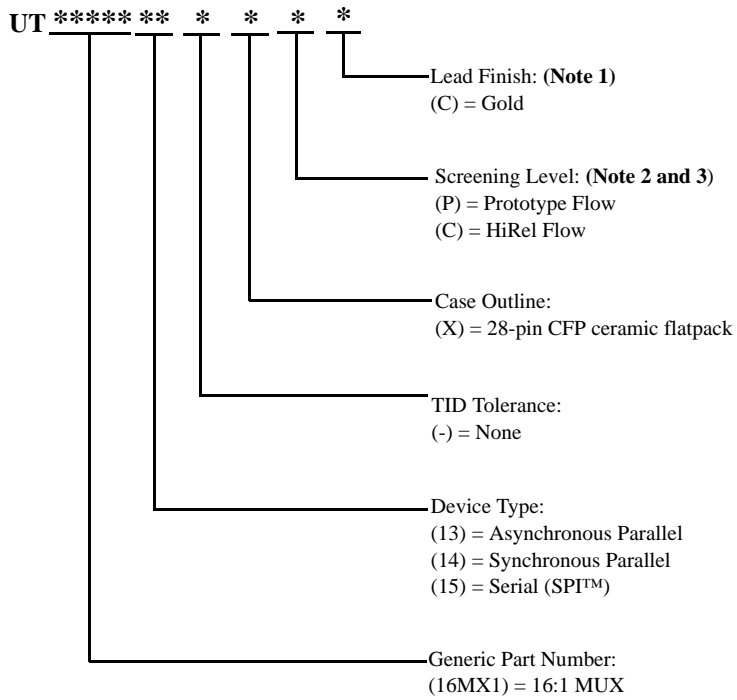 UT ***** ** * * * *
Lead Finish: (Note 1)
(C) = Gold
Screening Level: (Note 2 and 3)
(P) = Prototype Flow
(C) = HiRel Flow
Case Outline:
(X) = 28-pin CFP ceramic flatpack
TID Tolerance:
(-) = None
Device Type:
(13) = Asynchronous Parallel
(14) = Synchronous Parallel
(15) = Serial (SPI™)
Generic Part Number:
(16MX1) = 16:1 MUX